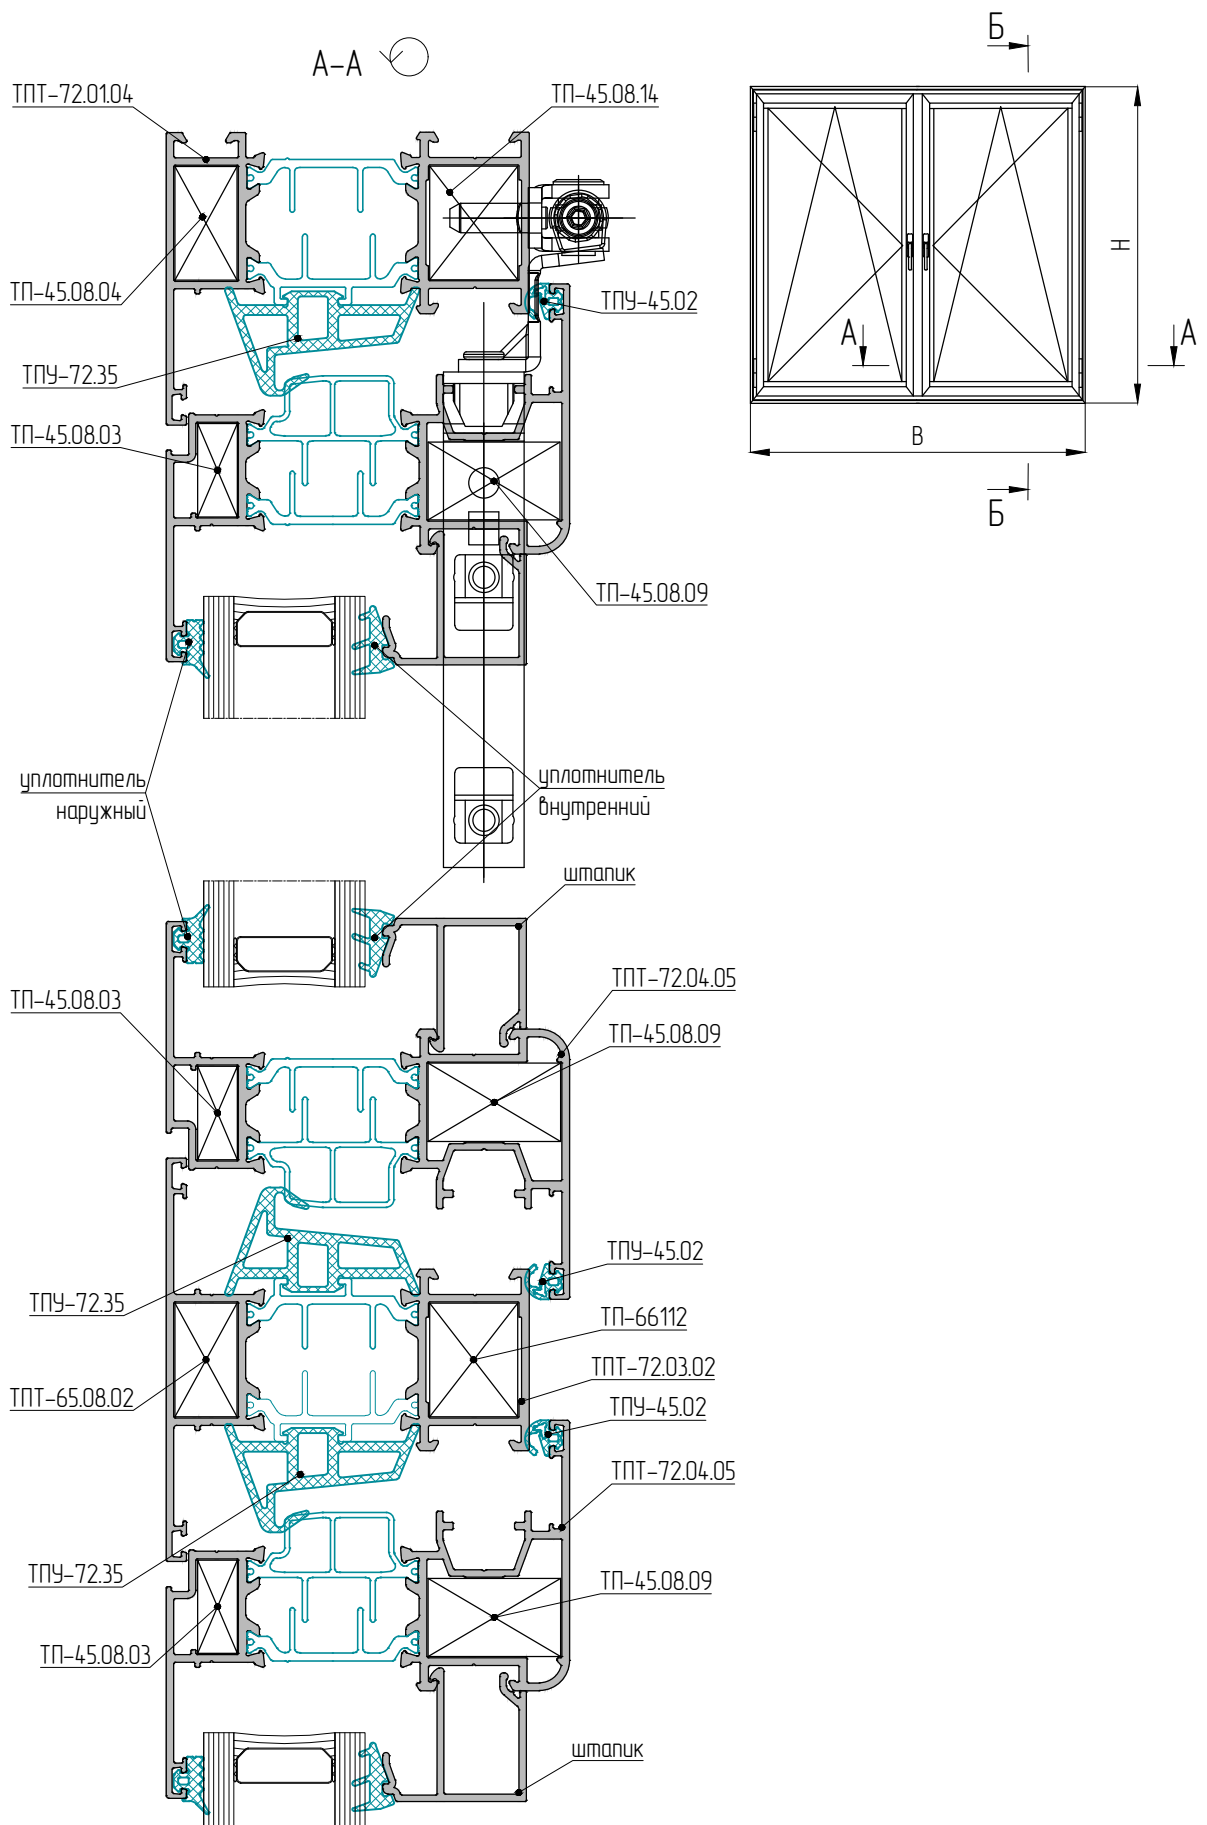 А–А
Б
ТПТ–72.01.04
ТП–45.08.14
ТП–45.08.04
ТПУ–45.02
ТПУ–72.35
ТП–45.08.03
ТП–45.08.09
Н
А
А
В
Б
уплотнитель
наружный
уплотнитель
внутренний
штапик
ТП–45.08.03
ТПТ–72.04.05
ТП–45.08.09
ТПУ–45.02
ТПУ–72.35
ТП–66112
ТПТ–72.03.02
ТПТ–65.08.02
ТПУ–45.02
ТПТ–72.04.05
ТПУ–72.35
ТП–45.08.09
ТП–45.08.03
штапик